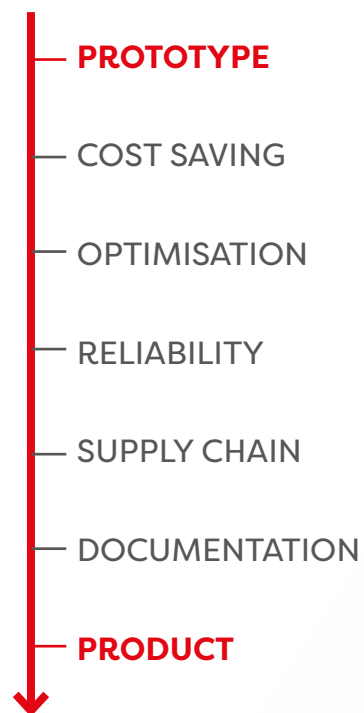 PROTOTYPE
COST SAVING
OPTIMISATION
RELIABILITY
SUPPLY CHAIN
DOCUMENTATION
PRODUCT